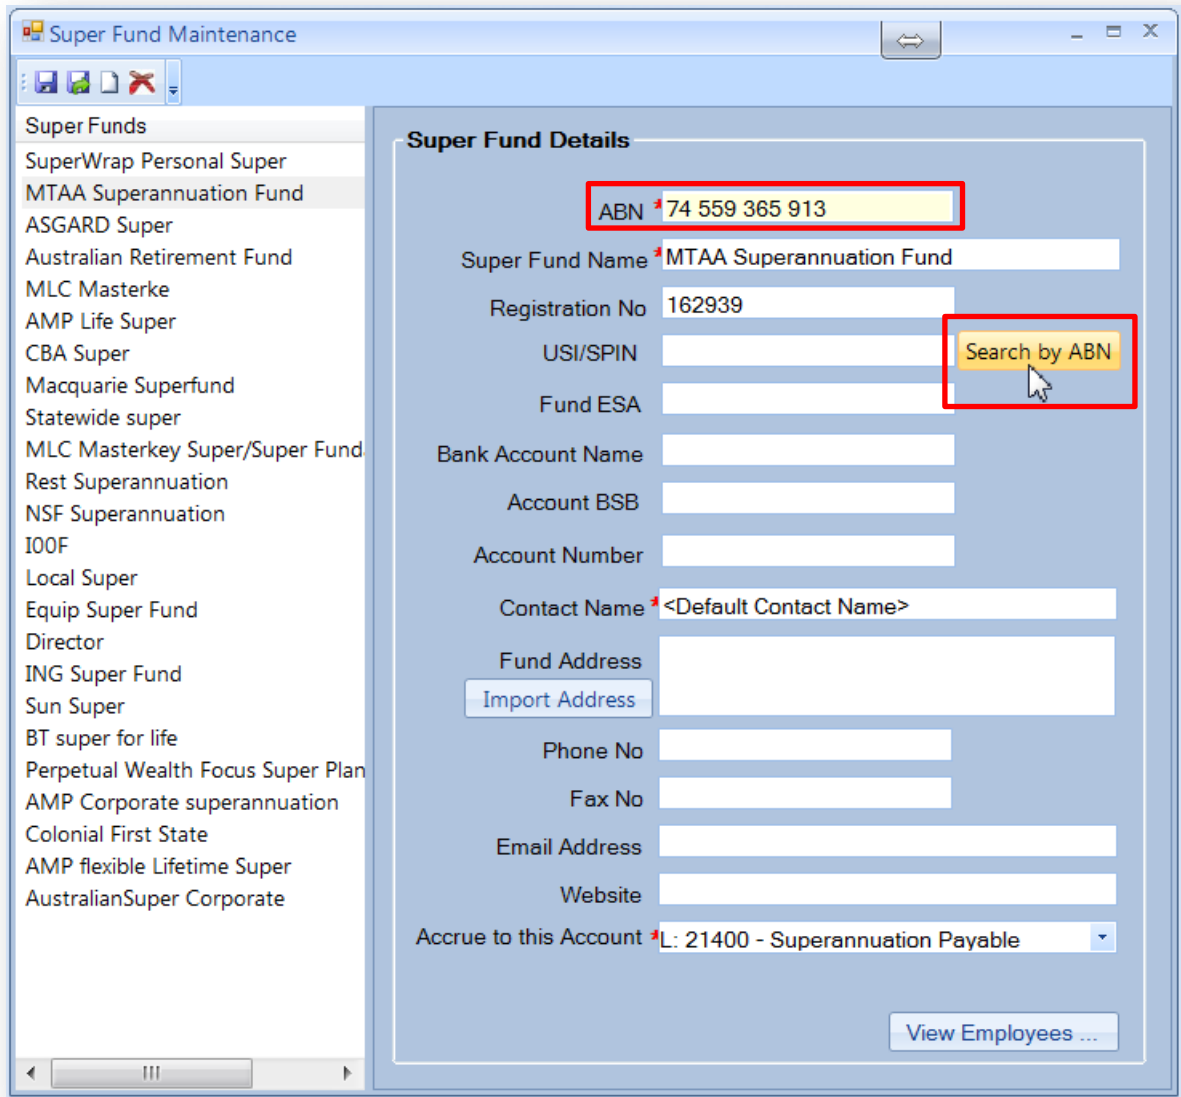 Super Fund Maintenance
Super Funds
SuperWrap Personal Super
MTAA Superannuation Fund
ASGARD Super
Australian Retirement Fund
MLC Masterke
AMP Life Super
CBA Super
Macquarie Superfund
Statewide super
MLC Masterkey Super/Super Fund
Rest Superannuation
NSF Superannuation
I00F
Local Super
Equip Super Fund
Director
ING Super Fund
Sun Super
BT super for life
Perpetual Wealth Focus Super Plan
AMP Corporate superannuation
Colonial First State
AMP flexible Lifetime Super
AustralianSuper Corporate
Super Fund Details
ABN *74 559 365 913
Super Fund Name *MTAA Superannuation Fund
Registration No 162939
USI/SPIN Search by ABN
Fund ESA
Bank Account Name
Account BSB
Account Number
Contact Name *<Default Contact Name>
Fund Address
Import Address
Phone No
Fax No
Email Address
Website
Accrue to this Account *L: 21400 - Superannuation Payable
View Employees ...